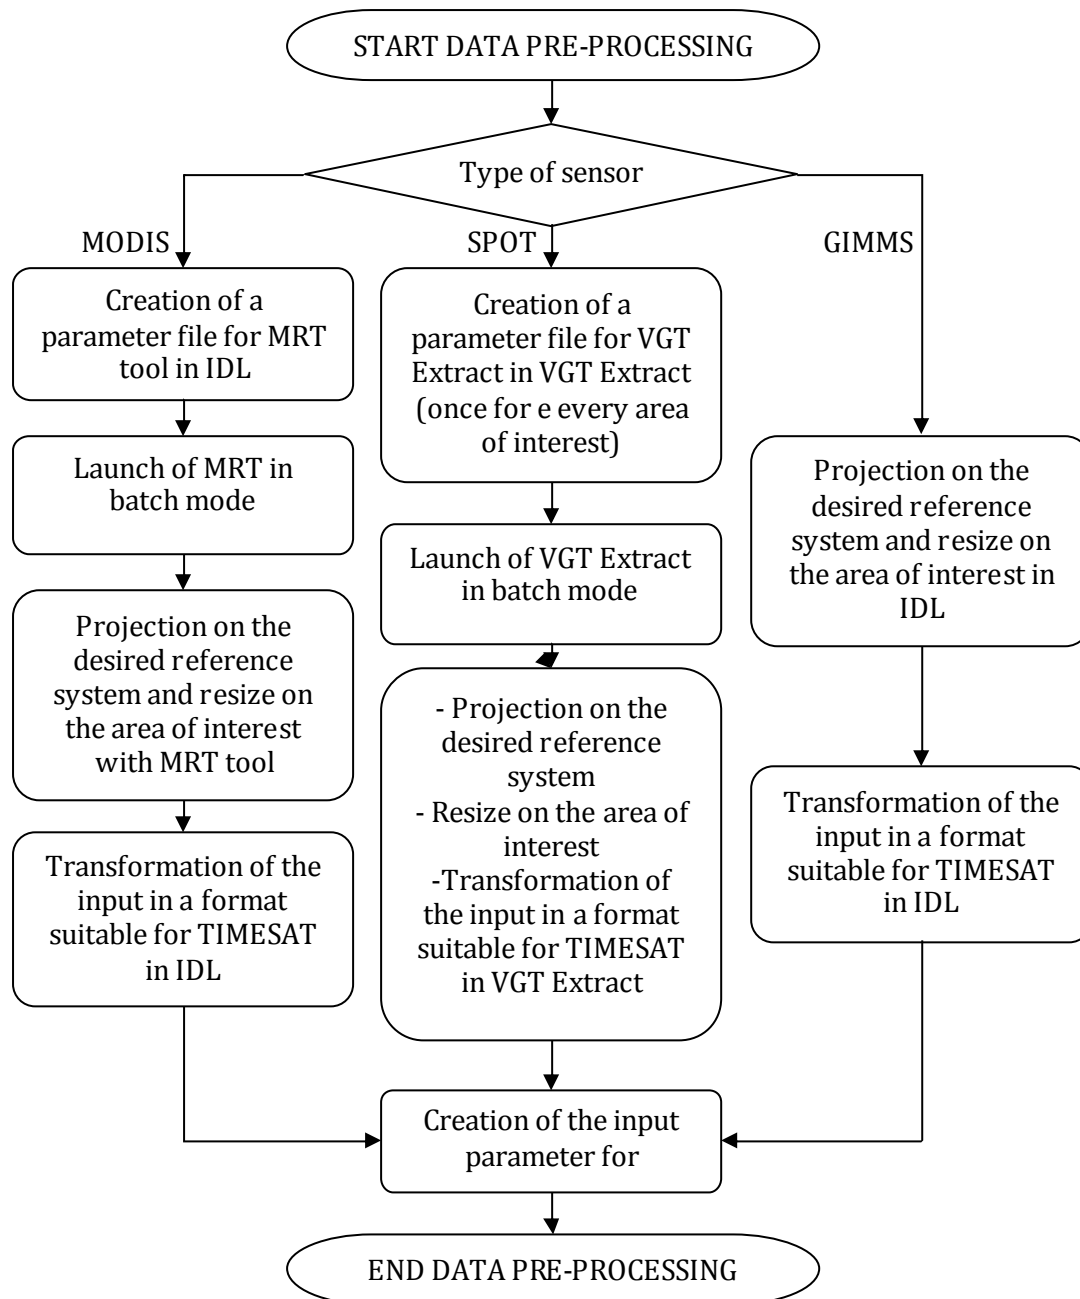 START DATA PRE-PROCESSING
Type of sensor
MODIS
SPOT
GIMMS
Creation of a
parameter file for MRT
tool in IDL
Launch of MRT in
batch mode
Projection on the
desired reference
system and resize on
the area of interest
with MRT tool
Transformation of the
input in a format
suitable for TIMESAT
in IDL
Creation of a
parameter file for VGT
Extract in VGT Extract
(once for e every area
of interest)
Launch of VGT Extract
in batch mode
- Projection on the
desired reference
system
- Resize on the area of
interest
-Transformation of
the input in a format
suitable for TIMESAT
in VGT Extract
Projection on the
desired reference
system and resize on
the area of interest in
IDL
Transformation of the
input in a format
suitable for TIMESAT
in IDL
Creation of the input
parameter for
END DATA PRE-PROCESSING